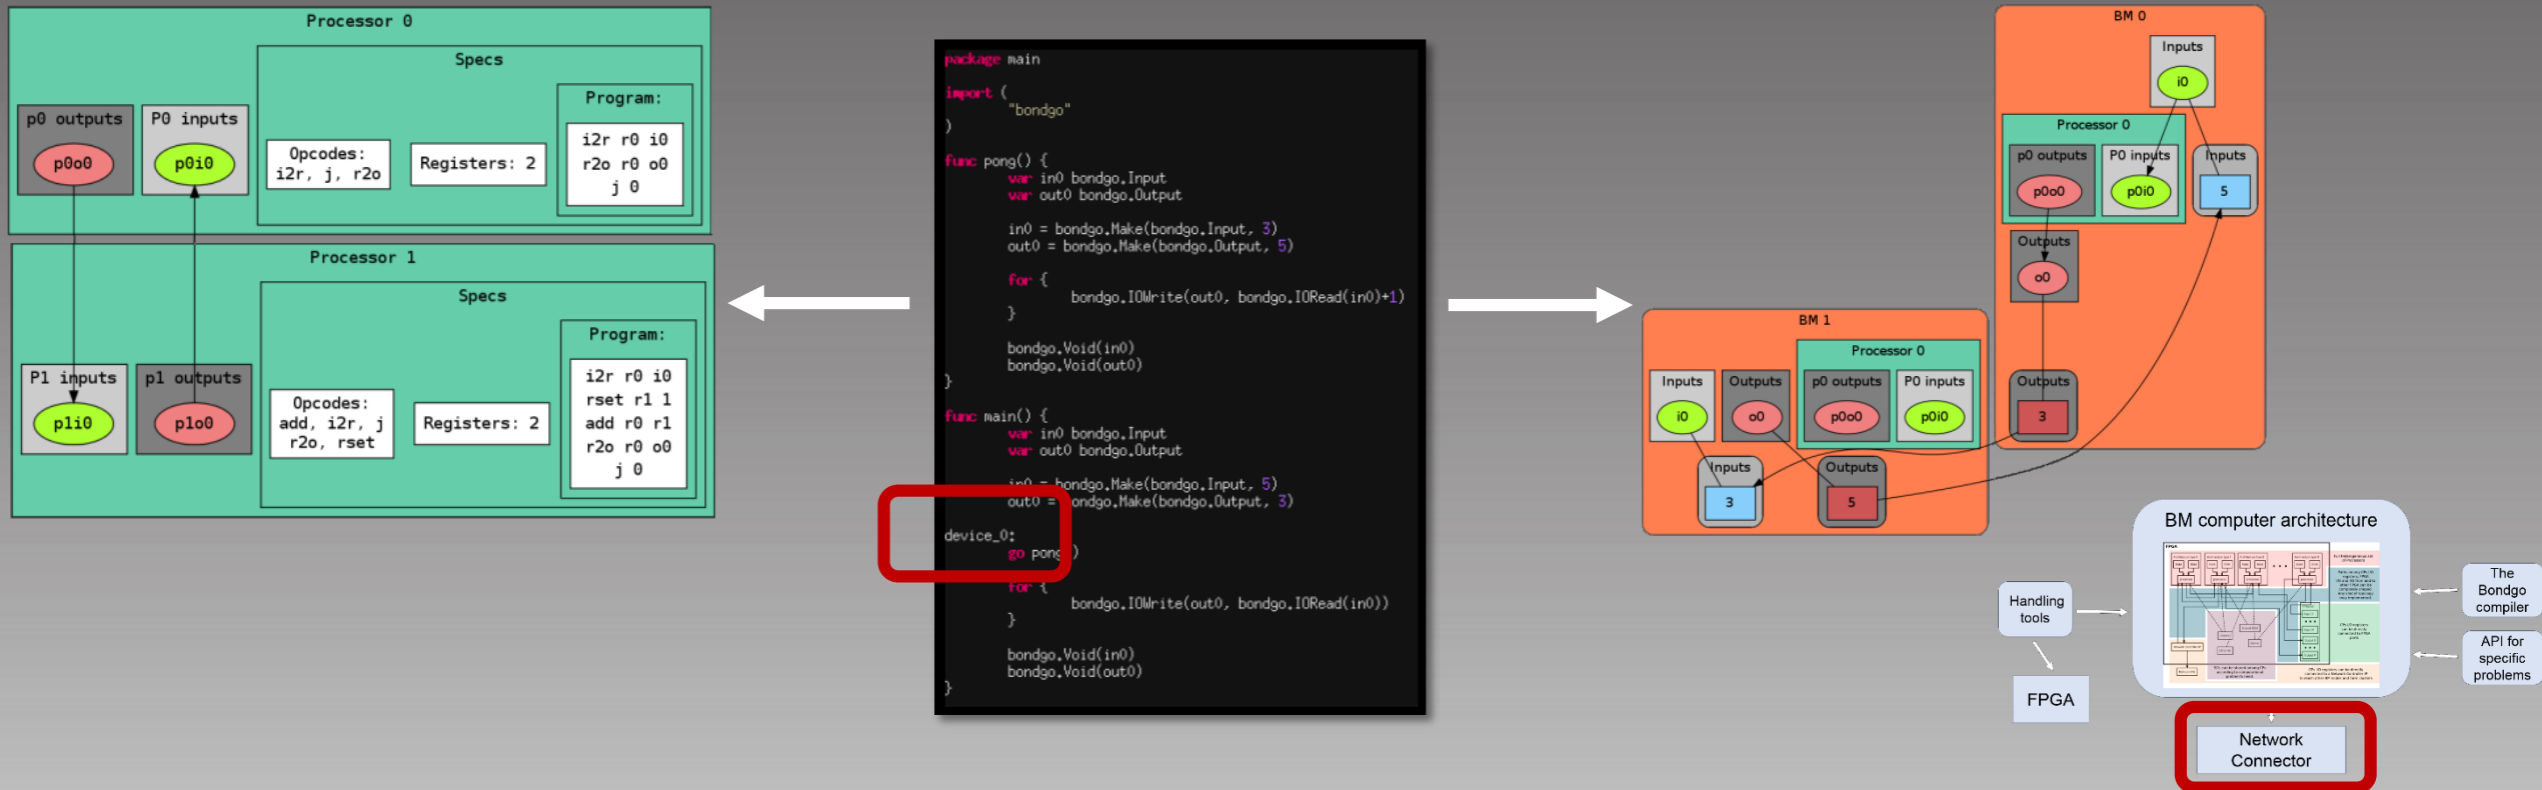 Processor 0
Specs
p0 outputs
p0o0
P0 inputs
p0i0
Opcodes:
i2r, j, r2o
Registers: 2
Program:
i2r r0 i0
r2o r0 o0
j 0
Processor 1
Specs
P1 inputs
p1i0
p1 outputs
p1o0
Opcodes:
add, i2r, j
r2o, rset
Registers: 2
Program:
i2r r0 i0
rset r1 1
add r0 r1
r2o r0 o0
j 0
package main
import (
"bondgo"
)
func pong() {
var in0 bondgo.Input
var out0 bondgo.Output
in0 = bondgo.Make(bondgo.Input, 3)
out0 = bondgo.Make(bondgo.Output, 5)
for {
bondgo.IOWrite(out0, bondgo.IORead(in0)+1)
}
bondgo.Void(in0)
bondgo.Void(out0)
}
func main() {
var in0 bondgo.Input
var out0 bondgo.Output
in0 = bondgo.Make(bondgo.Input, 5)
out0 = bondgo.Make(bondgo.Output, 3)
device_0:
go pong()
for {
bondgo.IOWrite(out0, bondgo.IORead(in0))
}
bondgo.Void(in0)
bondgo.Void(out0)
}
BM 0
Inputs
i0
Processor 0
p0 outputs
p0o0
P0 inputs
p0i0
Inputs
5
Outputs
o0
Outputs
3
BM 1
Processor 0
Inputs
i0
Outputs
o0
p0 outputs
p0o0
P0 inputs
p0i0
Inputs
3
Outputs
5
BM computer architecture
FPGA
Handling
tools
FPGA
The
Bondgo
compiler
API for
specific
problems
Network
Connector